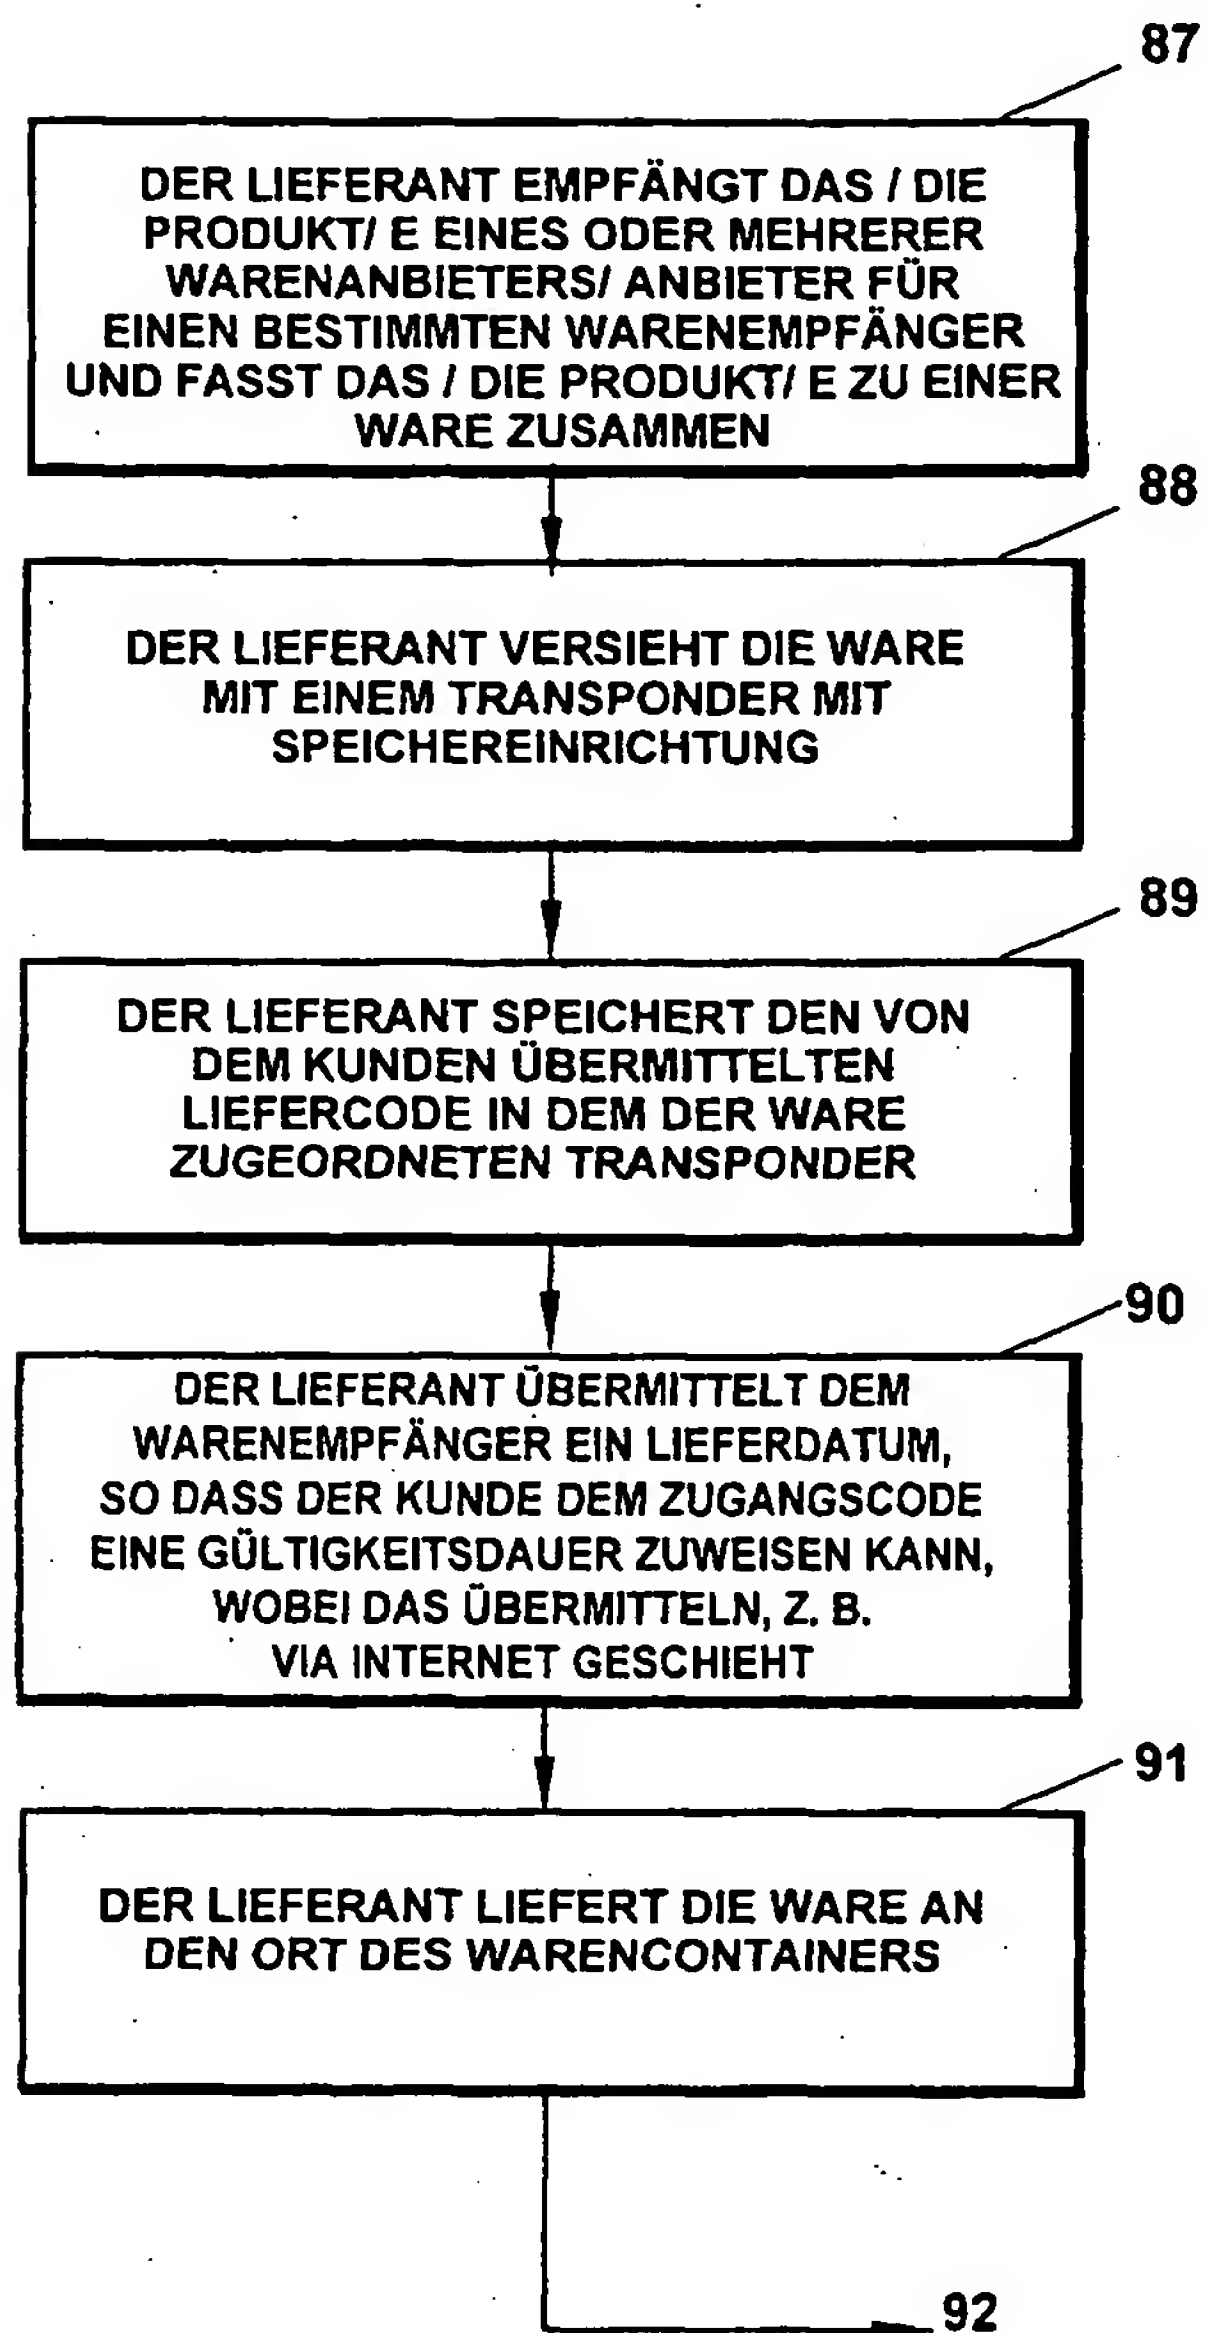 87
DER LIEFERANT EMPFÄNGT DAS / DIE
PRODUKT/ E EINES ODER MEHRERER
WARENANBIETERS/ ANBIETER FÜR
EINEN BESTIMMTEN WARENEMPFÄNGER
UND FASST DAS / DIE PRODUKT/ E ZU EINER
WARE ZUSAMMEN
88
DER LIEFERANT VERSIEHT DIE WARE
MIT EINEM TRANSPONDER MIT
SPEICHEREINRICHTUNG
89
DER LIEFERANT SPEICHERT DEN VON
DEM KUNDEN ÜBERMITTELTEN
LIEFERCODE IN DEM DER WARE
ZUGEORDNETEN TRANSPONDER
90
DER LIEFERANT ÜBERMITTELT DEM
WARENEMPFÄNGER EIN LIEFERDATUM,
SO DASS DER KUNDE DEM ZUGANGSCODE
EINE GÜLTIGKEITSDAUER ZUWEISEN KANN,
WOBEI DAS ÜBERMITTELN, Z. B.
VIA INTERNET GESCHIEHT
91
DER LIEFERANT LIEFERT DIE WARE AN
DEN ORT DES WARENCONTAINERS
92